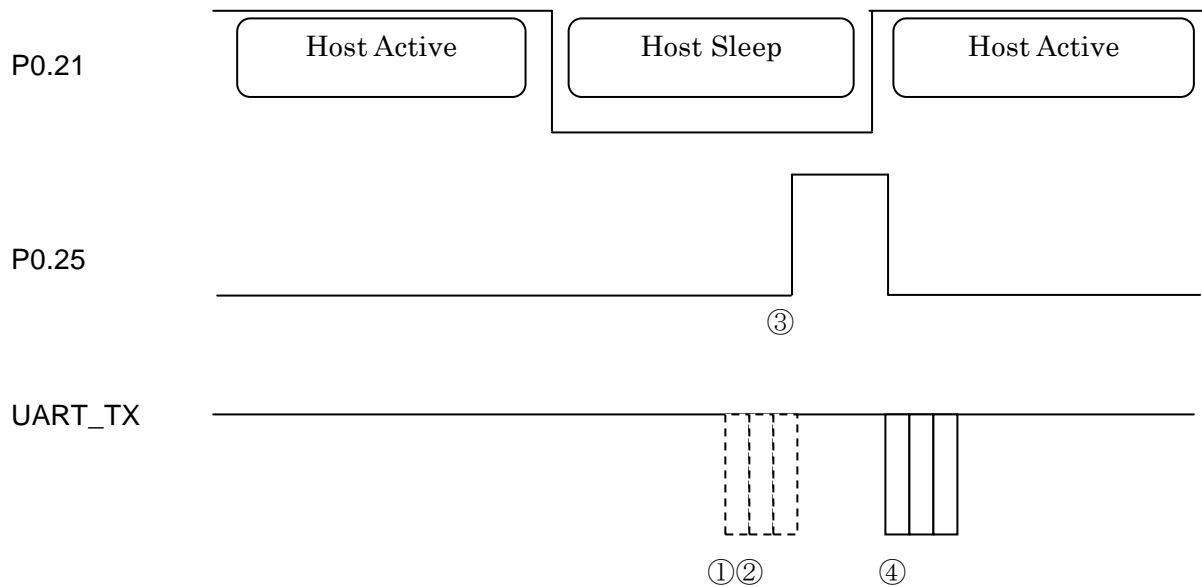 Host Active
Host Sleep
Host Active
P0.21
P0.25
③
UART_TX
①②
④